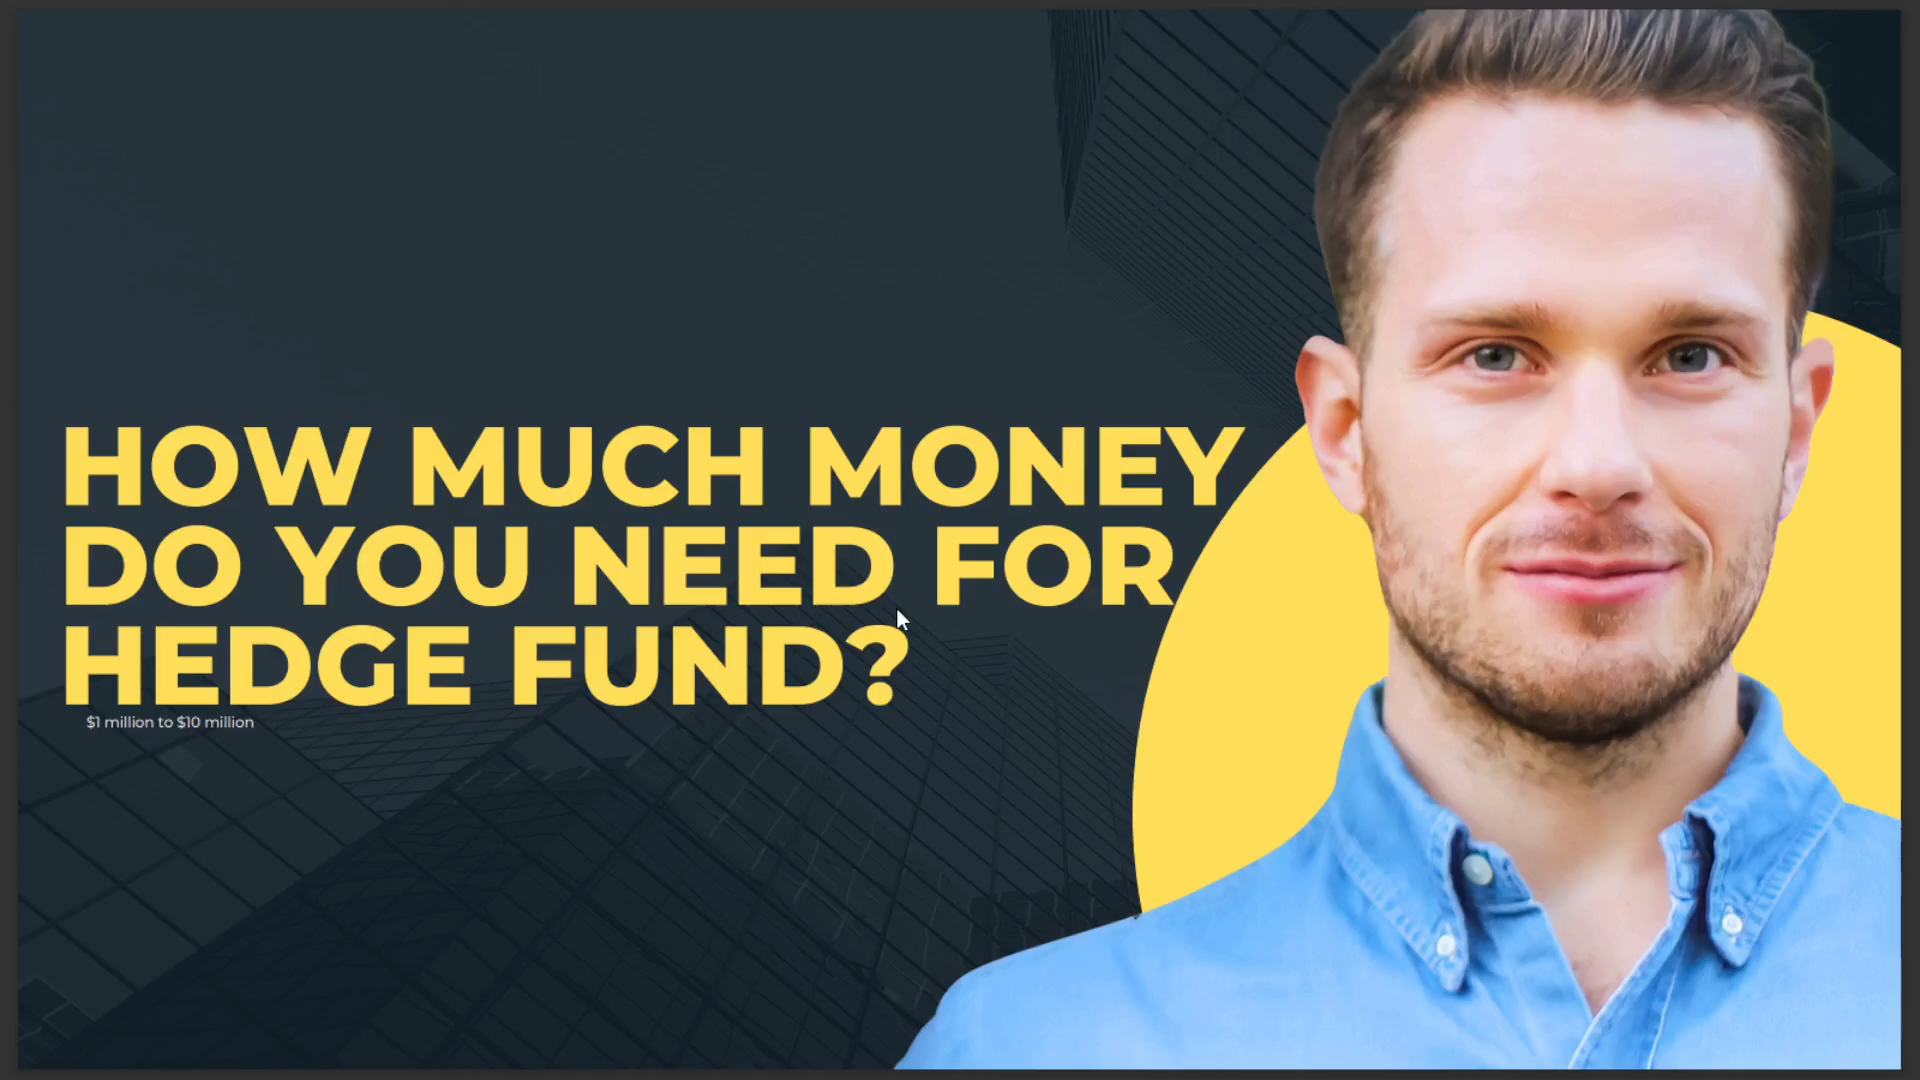 HOW MUCH MONEY
DO YOU NEED FOR
HEDGE FUND?
$1 million to $10 million